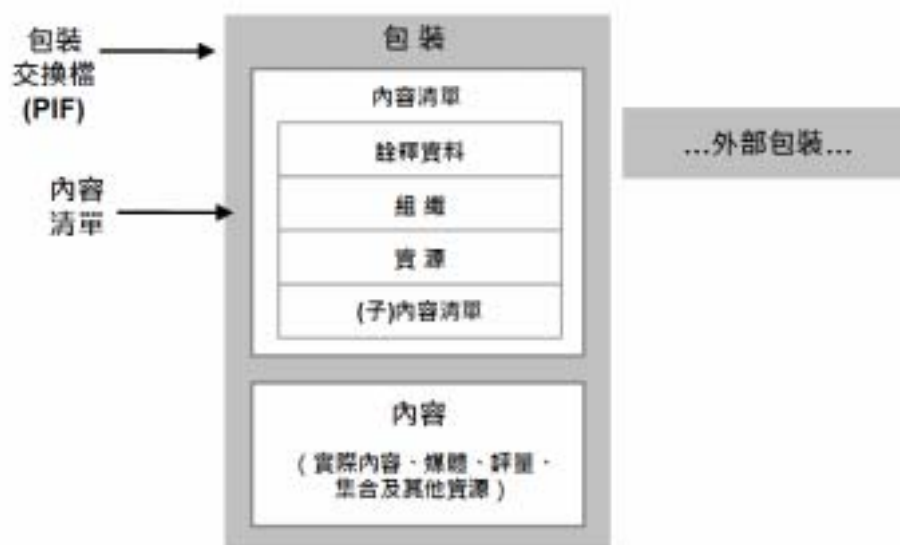 包裝
交換檔
(PIF)
內容
清單
包 裝
內容清單
詮釋資料
組 織
資 源
(子)內容清單
內容
(實際內容、媒體、評量、
集合及其他資源)
…外部包裝…